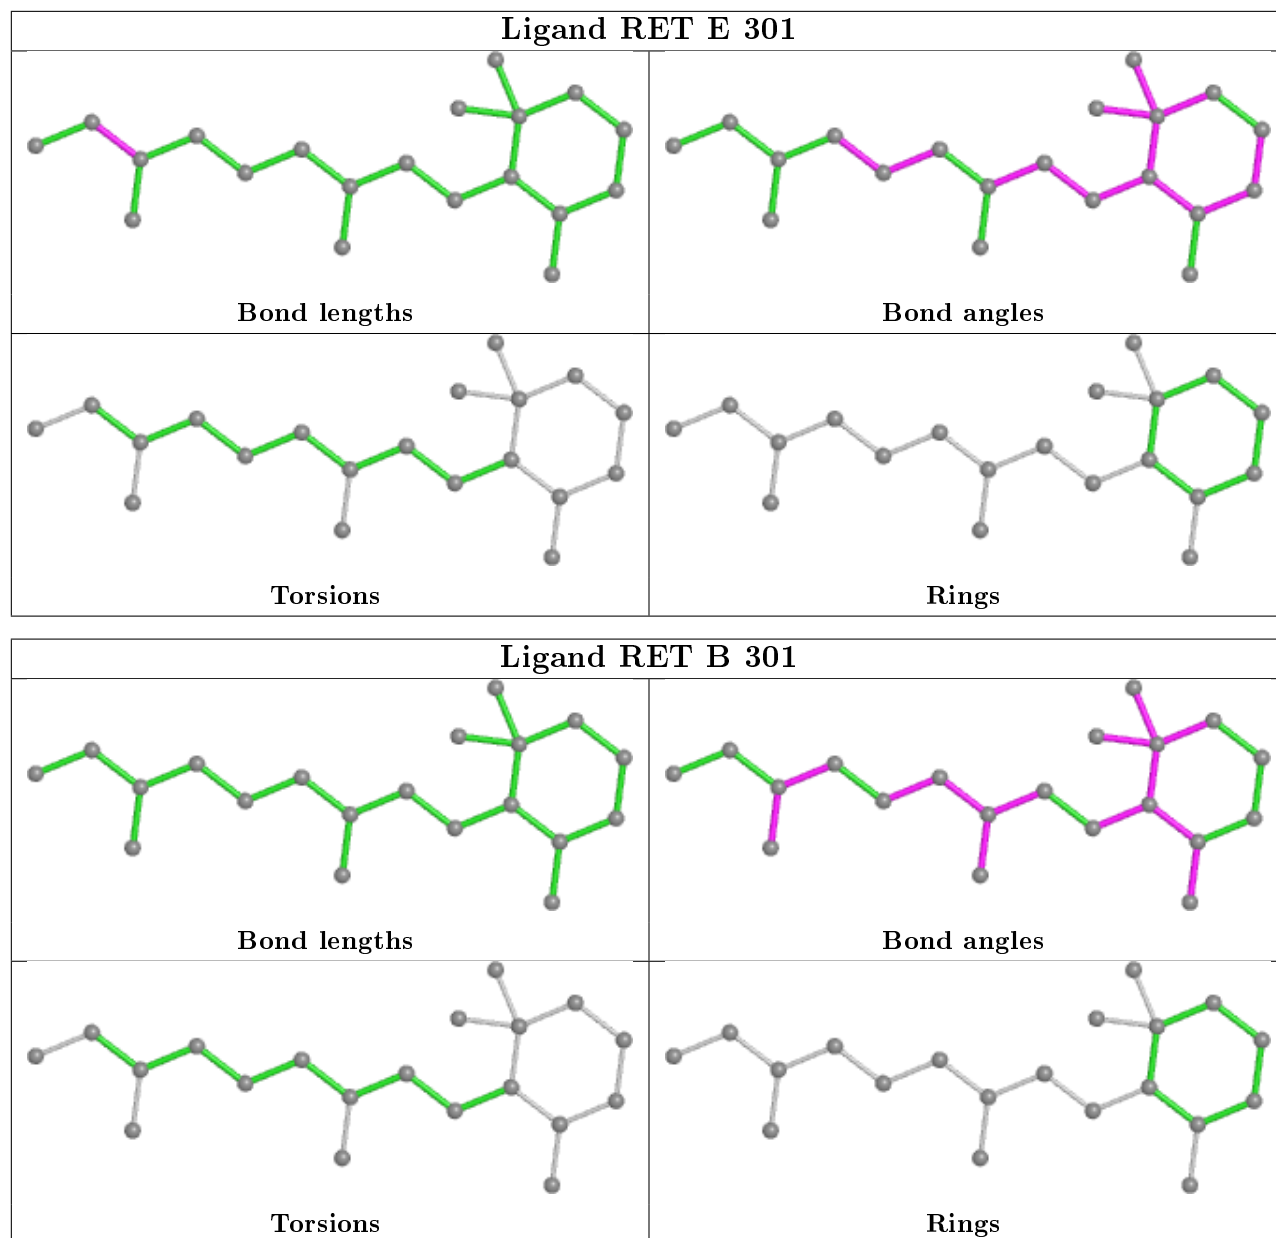 Ligand RET E 301
Bond lengths
Bond angles
Torsions
Rings
Ligand RET B 301
Bond lengths
Bond angles
Torsions
Rings